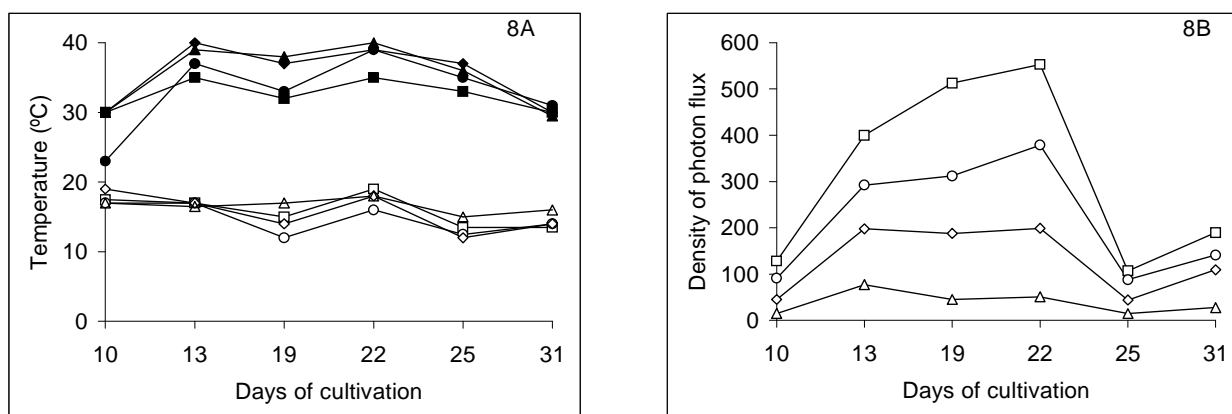 8A
Temperature (ºC)
40
30
20
10
0
10 13 19 22 25 31
Days of cultivation
8B
Density of photon flux
600
500
400
300
200
100
0
10 13 19 22 25 31
Days of cultivation